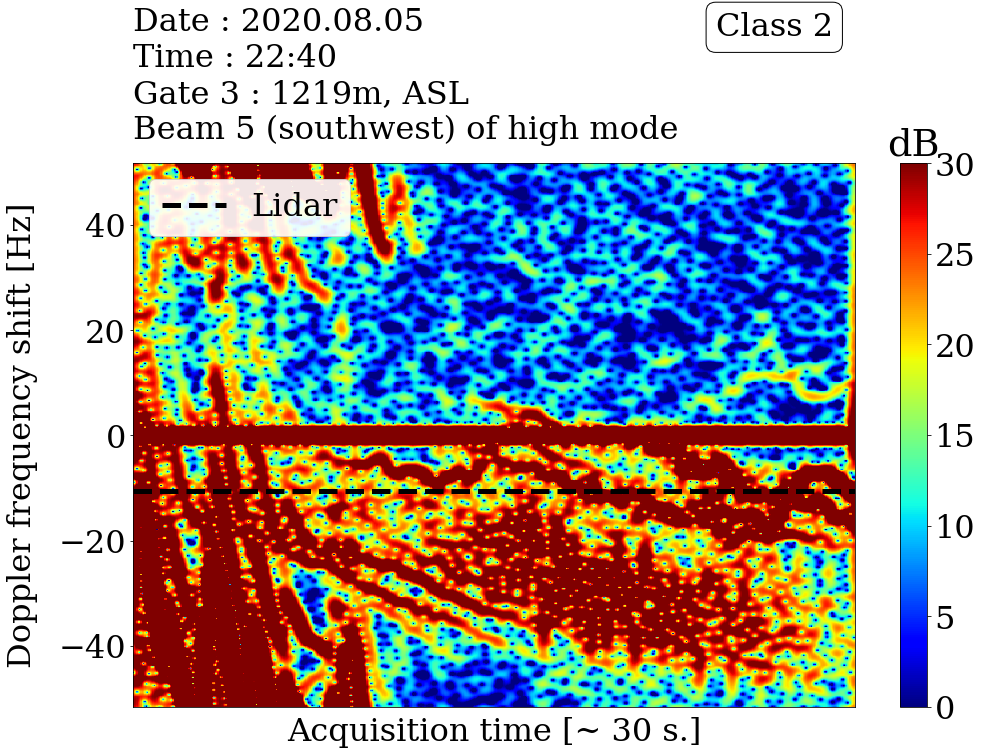 Date : 2020.08.05
Time : 22:40
Gate 3 : 1219m, ASL
Beam 5 (southwest) of high mode
Class 2
dB
Lidar
Doppler frequency shift [Hz]
40
20
0
−20
−40
Acquisition time [~ 30 s.]
30
25
20
15
10
5
0